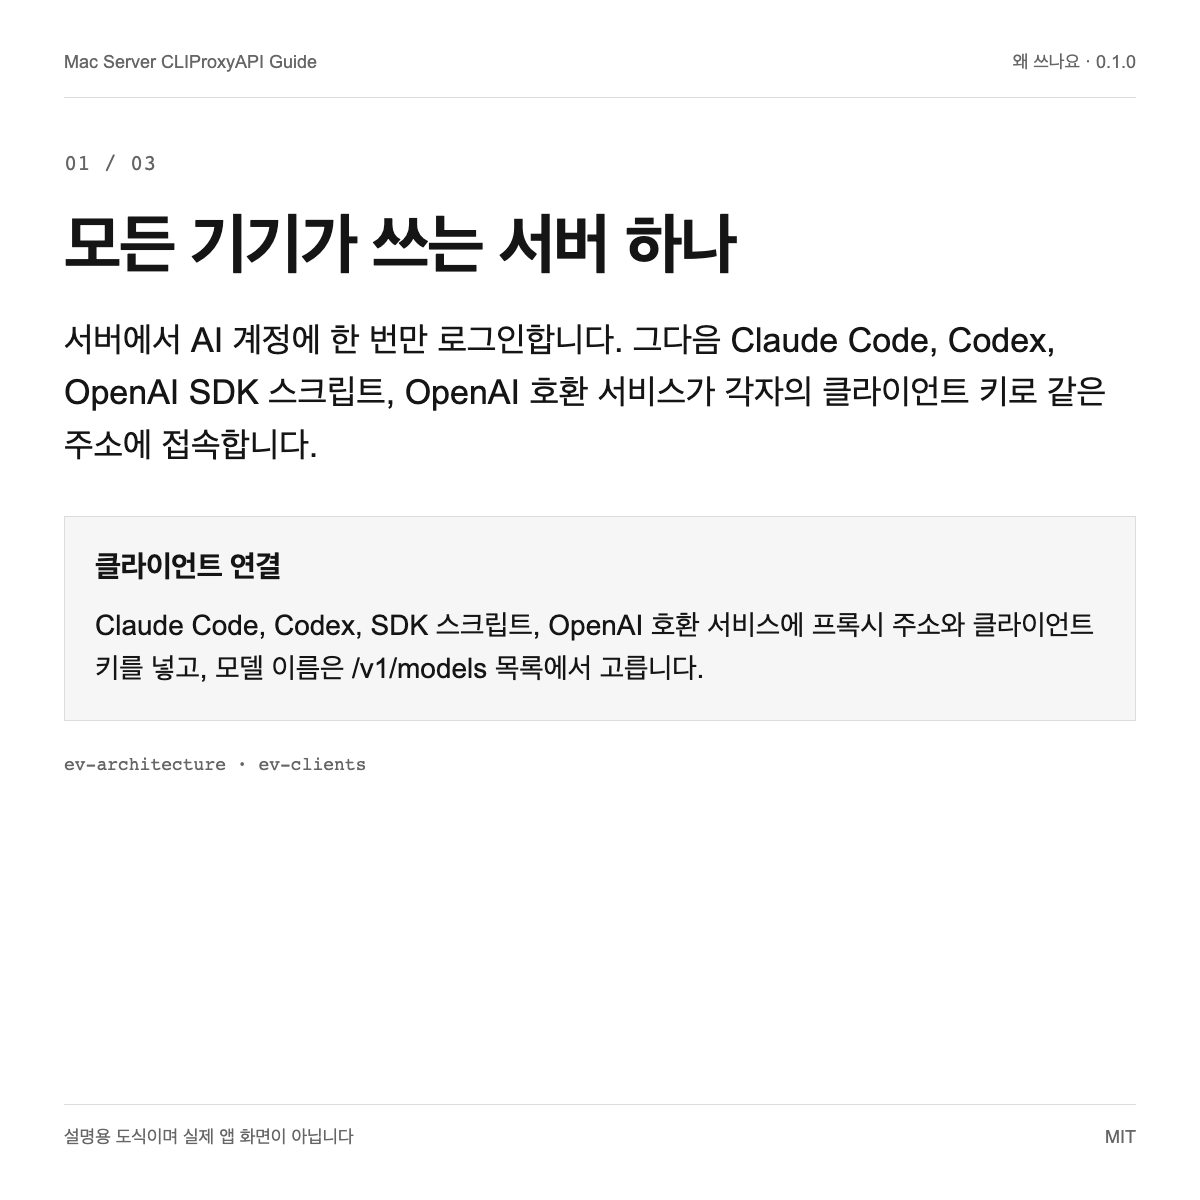 Mac Server CLIProxyAPI Guide
왜 쓰나요 · 0.1.0
01 / 03
모든 기기가 쓰는 서버 하나
서버에서 AI 계정에 한 번만 로그인합니다. 그다음 Claude Code, Codex,
OpenAI SDK 스크립트, OpenAI 호환 서비스가 각자의 클라이언트 키로 같은
주소에 접속합니다.
클라이언트 연결
Claude Code, Codex, SDK 스크립트, OpenAI 호환 서비스에 프록시 주소와 클라이언트
키를 넣고, 모델 이름은 /v1/models 목록에서 고릅니다.
ev-architecture · ev-clients
설명용 도식이며 실제 앱 화면이 아닙니다
MIT